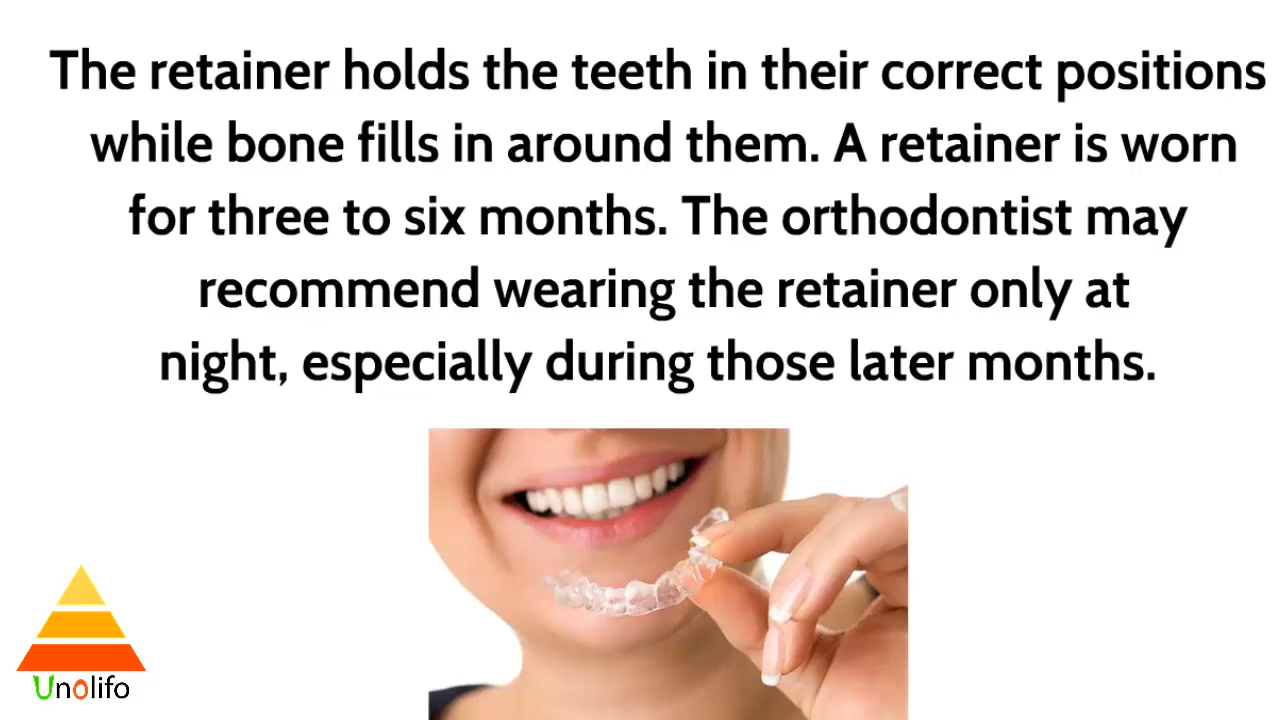 The retainer holds the teeth in their correct positions
while bone fills in around them. A retainer is worn
for three to six months. The orthodontist may
recommend wearing the retainer only at
night, especially during those later months.
Unolifo